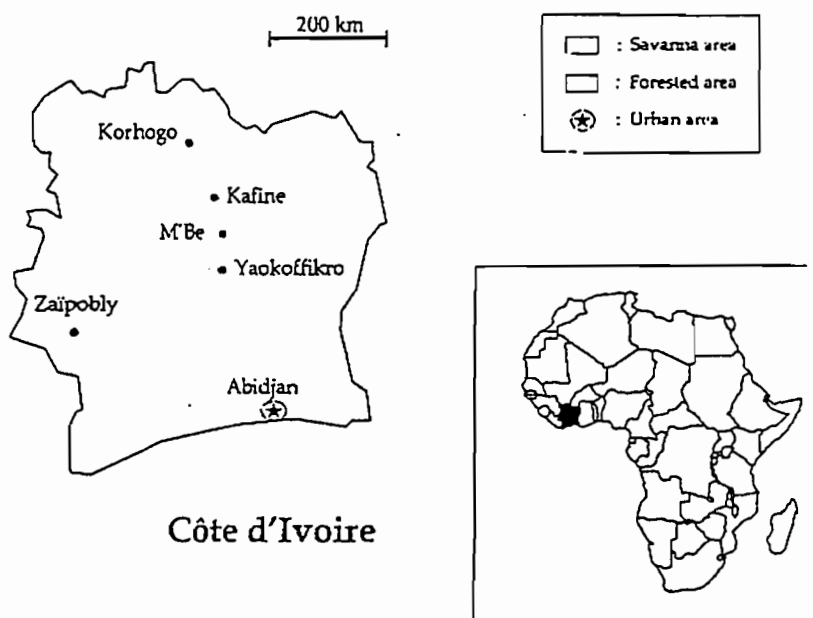 200 km
: Savanna area
: Forested area
: Urban area
Korhogo
Kafine
M'Be
Yaokoffikro
Zaïpobly
Abidjan
Côte d'Ivoire